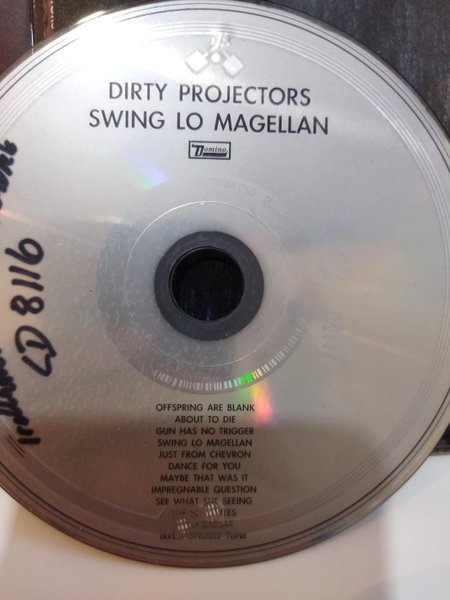 DIRTY PROJECTORS
SWING LO MAGELLAN
Domino
OFFSPRING ARE BLANK
ABOUT TO DIE
GUN HAS NO TRIGGER
SWING LO MAGELLAN
JUST FROM CHEVRON
DANCE FOR YOU
MAYBE THAT WAS IT
IMPREGNABLE QUESTION
SEE WHAT SHE SEEING
TUNE
CD 8116